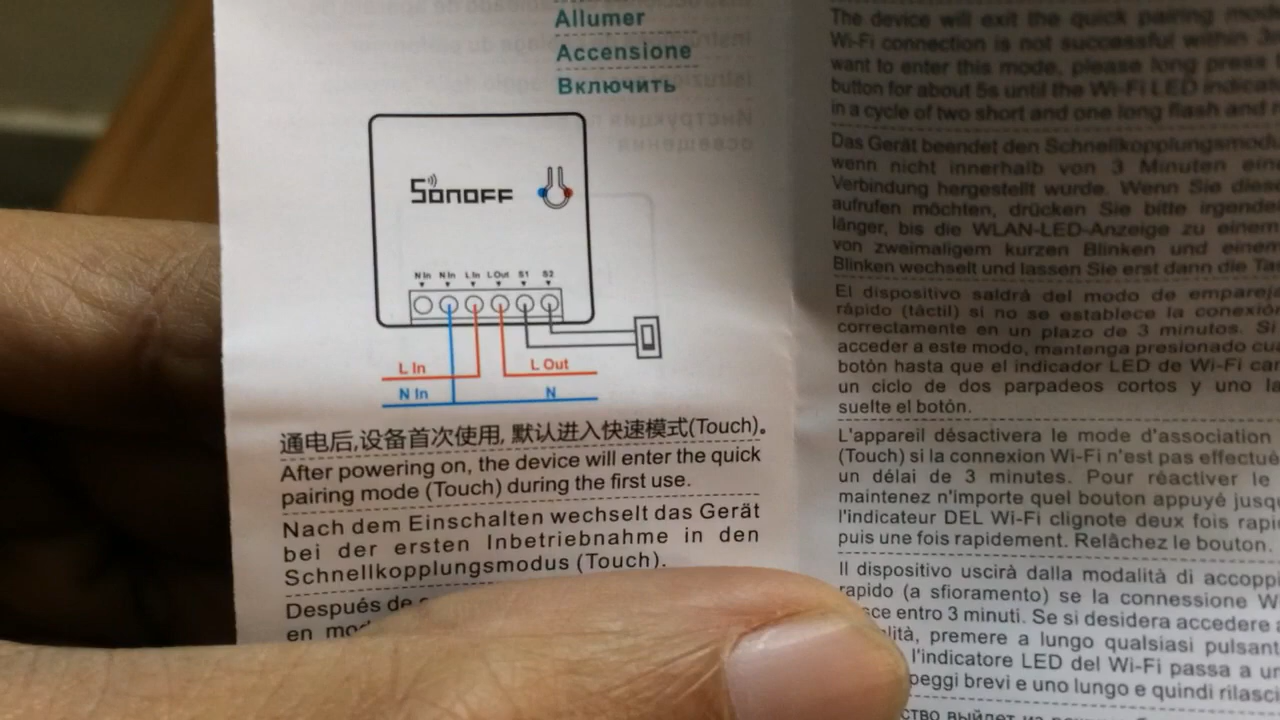 Allumer
Accensione
Включить
SONOFF
N In N In L In L Out S1 S2
L In
L Out
N In
N
通电后,设备首次使用, 默认进入快速模式(Touch)。
After powering on, the device will enter the quick
pairing mode (Touch) during the first use.
Nach dem Einschalten wechselt das Gerät
bei der ersten Inbetriebnahme in den
Schnellkopplungsmodus (Touch).
Después de
en
The device will exit the quick pairing
Wi-Fi connection is not successful within
want to enter this mode, please long press
button for about 5s until the Wi-Fi LED
in a cycle of two short and one long flash and
Das Gerät beendet den
wenn nicht innerhalb von 3 Minuten
Verbindung hergestellt wurde. Wenn Sie
aufrufen möchten, drücken Sie bitte
länger, bis die WLAN-LED-Anzeige zu
von zweimaligem kurzen Blinken und
Blinken wechselt und lassen Sie erst dann die
El dispositivo saldrá del modo de
rápido (táctil) si no se establece la
correctamente en un plazo de 3 minutos. Si
acceder a este modo, mantenga presionado
botón hasta que el indicador LED de Wi-Fi
un ciclo de dos parpadeos cortos y uno
suelte el botón.
L'appareil désactivera le mode d'association
(Touch) si la connexion Wi-Fi n'est pas
un délai de 3 minutes. Pour réactiver le
maintenez n'importe quel bouton appuyé
l'indicateur DEL Wi-Fi clignote deux fois
puis une fois rapidement. Relâchez le bouton.
Il dispositivo uscirà dalla modalità di
rapido (a sfioramento) se la connessione
entro 3 minuti. Se si desidera accedere
premere a lungo qualsiasi
l'indicatore LED del Wi-Fi passa a
brevi e uno lungo e quindi